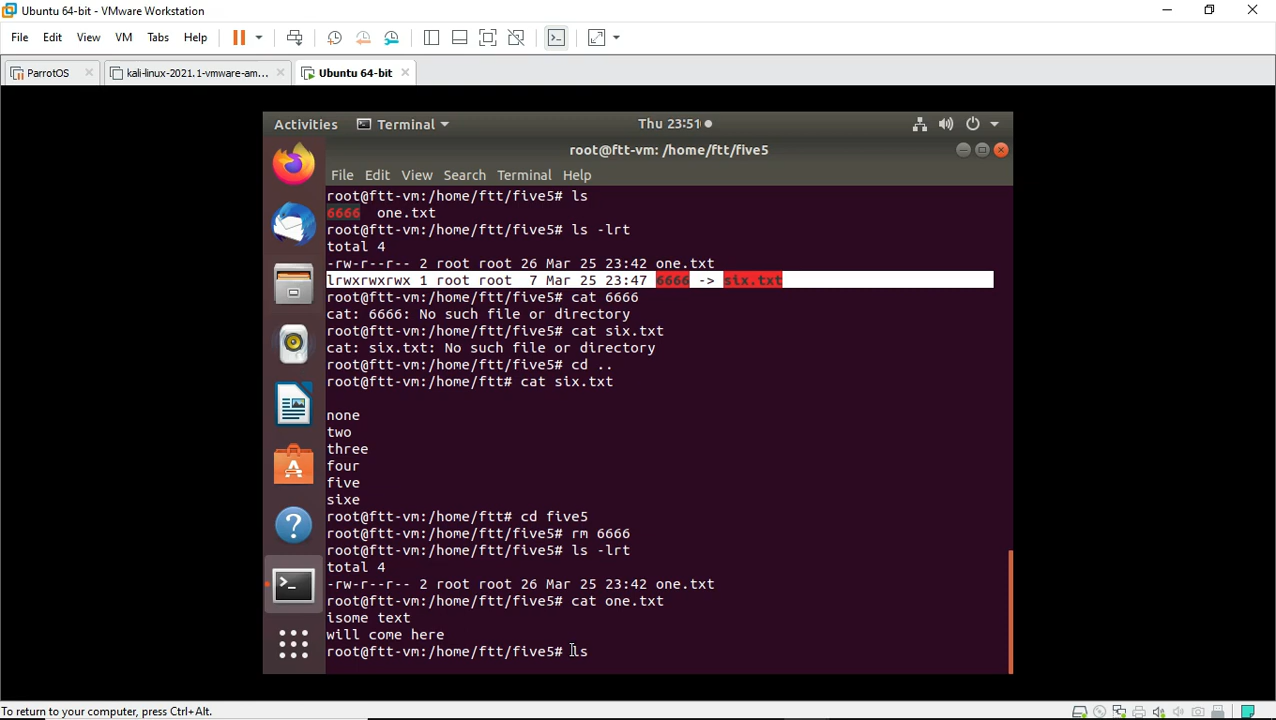 Ubuntu 64-bit - VMware Workstation
File Edit View VM Tabs Help
ParrotOS kali-linux-2021.1-vmware-am... Ubuntu 64-bit
Activities Terminal Thu 23:51
root@ftt-vm: /home/ftt/five5
File Edit View Search Terminal Help
root@ftt-vm:/home/ftt/five5# ls
6666  one.txt
root@ftt-vm:/home/ftt/five5# ls -lrt
total 4
-rw-r--r-- 2 root root 26 Mar 25 23:42 one.txt
lrwxrwxrwx 1 root root  7 Mar 25 23:47 6666 -> six.txt
root@ftt-vm:/home/ftt/five5# cat 6666
cat: 6666: No such file or directory
root@ftt-vm:/home/ftt/five5# cat six.txt
cat: six.txt: No such file or directory
root@ftt-vm:/home/ftt/five5# cd ..
root@ftt-vm:/home/ftt# cat six.txt
none
two
three
four
five
sixe
root@ftt-vm:/home/ftt# cd five5
root@ftt-vm:/home/ftt/five5# rm 6666
root@ftt-vm:/home/ftt/five5# ls -lrt
total 4
-rw-r--r-- 2 root root 26 Mar 25 23:42 one.txt
root@ftt-vm:/home/ftt/five5# cat one.txt
isome text
will come here
root@ftt-vm:/home/ftt/five5# ls
To return to your computer, press Ctrl+Alt.